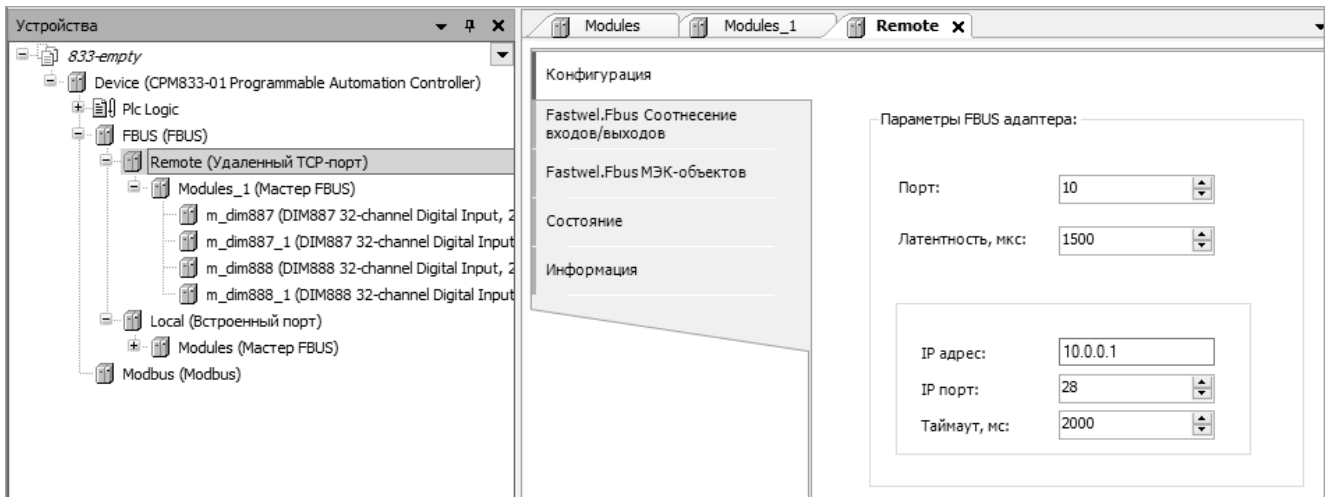 Устройства
833-empty
Device (CPM833-01 Programmable Automation Controller)
Plc Logic
FBUS (FBUS)
Remote (Удаленный TCP-порт)
Modules_1 (Мастер FBUS)
m_dim887 (DIM887 32-channel Digital Input, 2
m_dim887_1 (DIM887 32-channel Digital Input
m_dim888 (DIM888 32-channel Digital Input, 2
m_dim888_1 (DIM888 32-channel Digital Input
Local (Встроенный порт)
Modules (Мастер FBUS)
Modbus (Modbus)
Modules Modules_1 Remote
Конфигурация
Fastwel.Fbus Соотнесение
входов/выходов
Fastwel.Fbus МЭК-объектов
Состояние
Информация
Параметры FBUS адаптера:
Порт: 10
Латентность, мкс: 1500
IP адрес: 10.0.0.1
IP порт: 28
Таймаут, мс: 2000